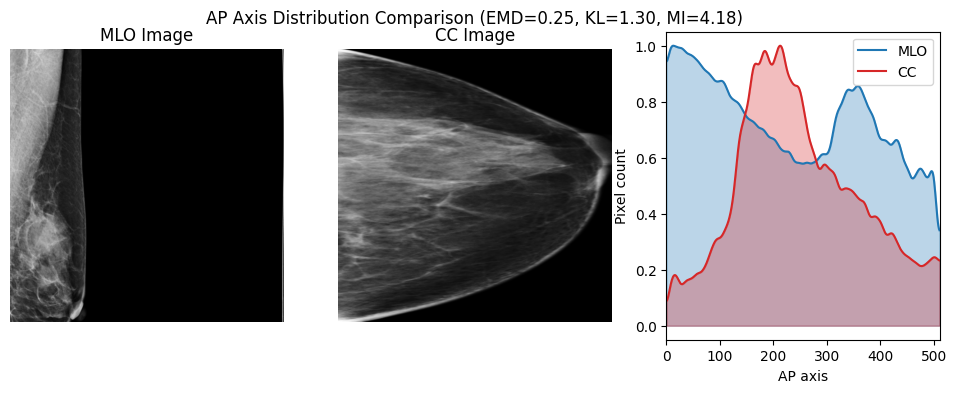 AP Axis Distribution Comparison (EMD=0.25, KL=1.30, MI=4.18)
MLO Image
CC Image
MLO
CC
Pixel count
1.0
0.8
0.6
0.4
0.2
0.0
0 100 200 300 400 500
AP axis